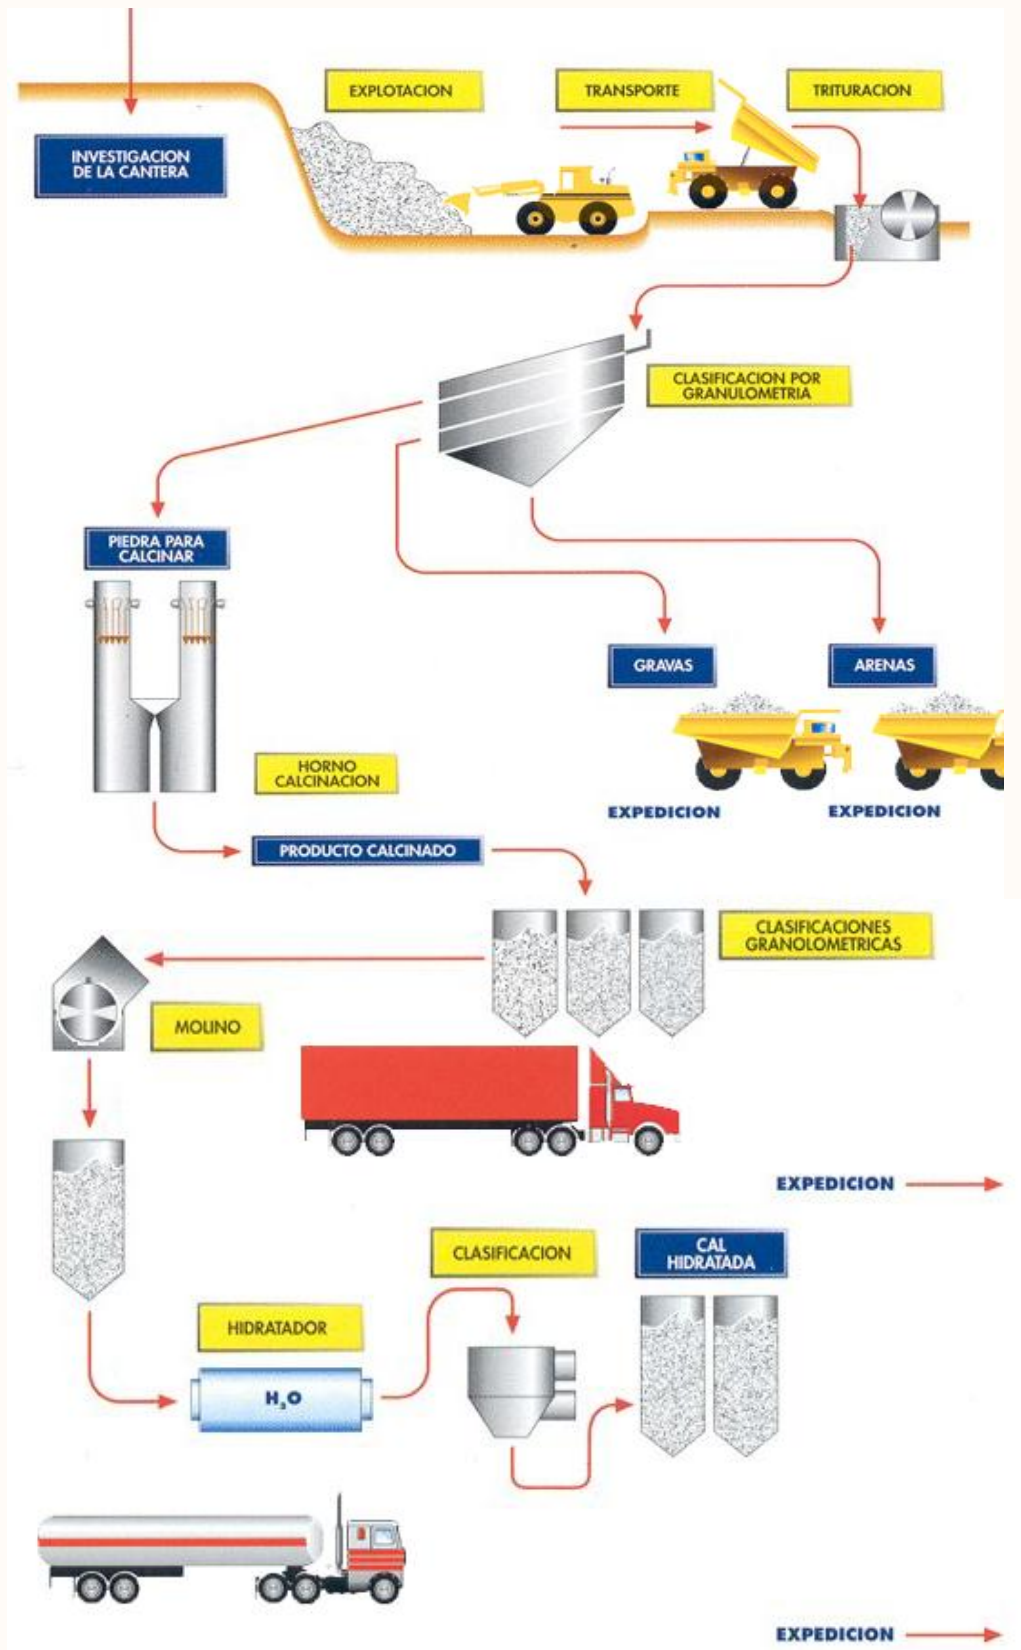 EXPLOTACION
TRANSPORTE
TRITURACION
INVESTIGACION
DE LA CANTERA
CLASIFICACION POR
GRANULOMETRIA
PIEDRA PARA
CALCINAR
GRAVAS
ARENAS
HORNO
CALCINACION
EXPEDICION
EXPEDICION
PRODUCTO CALCINADO
CLASIFICACIONES
GRANOLOMETRICAS
MOLINO
EXPEDICION
CLASIFICACION
CAL
HIDRATADA
HIDRATADOR
H₂O
EXPEDICION